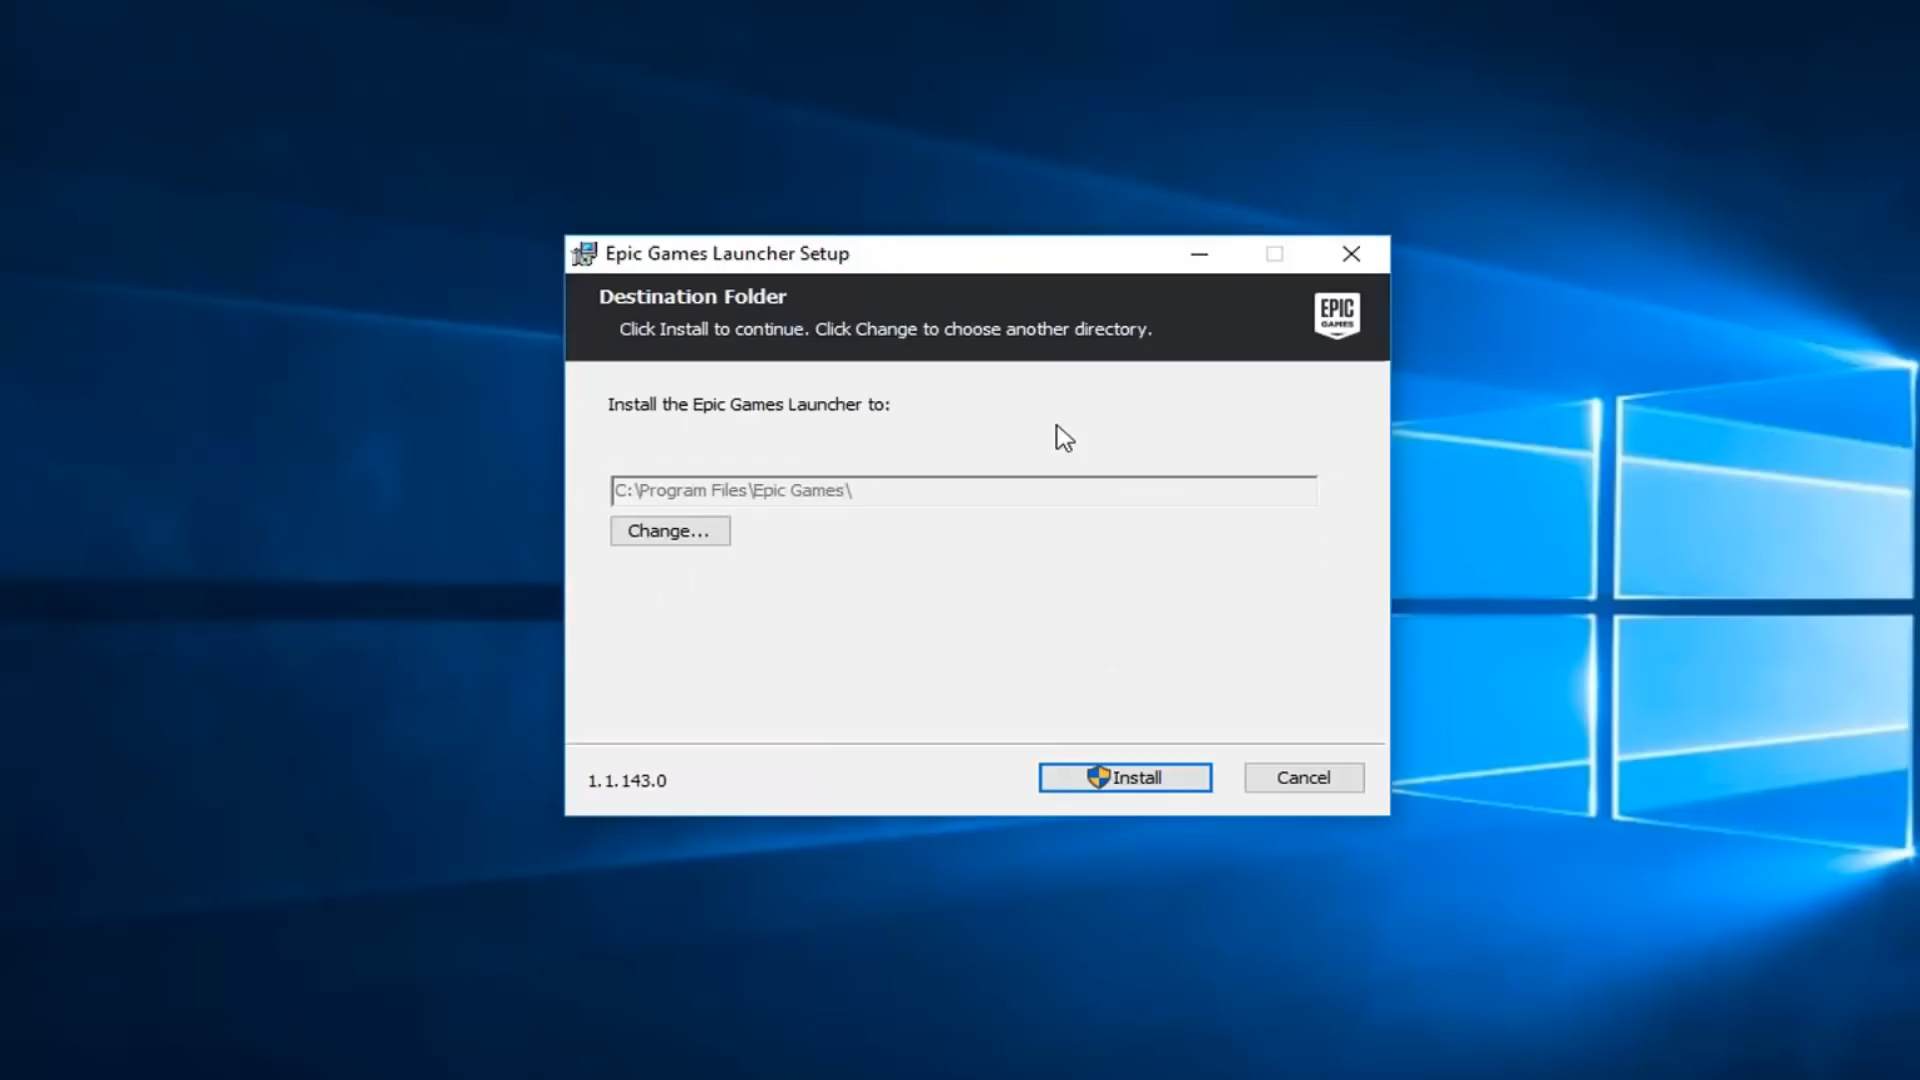 Epic Games Launcher Setup
Destination Folder
Click Install to continue. Click Change to choose another directory.
EPIC
GAMES
Install the Epic Games Launcher to:
C:\Program Files\Epic Games\
Change...
1.1.143.0
Install
Cancel